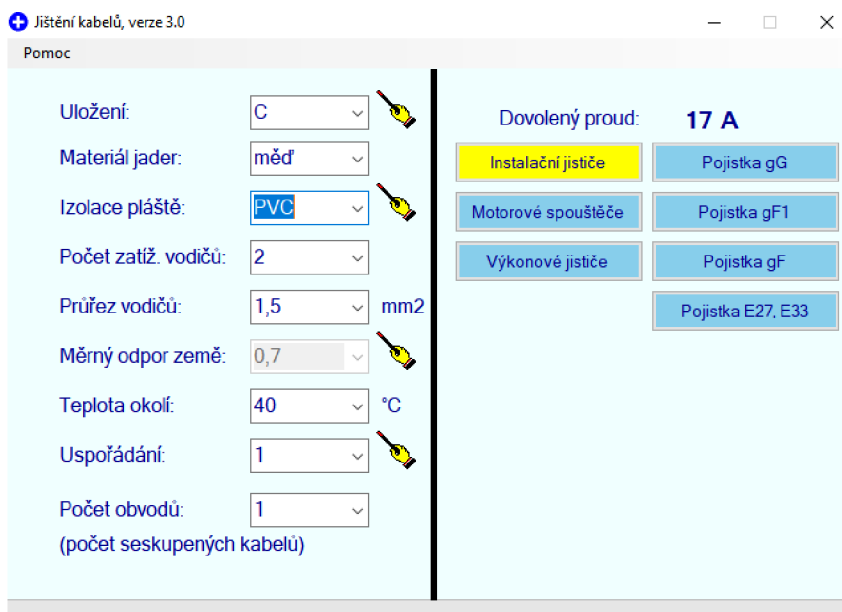 Jištění kabelů, verze 3.0
Pomoc
Uložení: C
Materiál jader: měď
Izolace pláště: PVC
Počet zatíž. vodičů: 2
Průřez vodičů: 1,5 mm2
Měrný odpor země: 0,7
Teplota okolí: 40 °C
Uspořádání: 1
Počet obvodů: 1
(počet seskupených kabelů)
Dovolený proud: 17 A
Instalační jističe Pojistka gG
Motorové spouštěče Pojistka gF1
Výkonové jističe Pojistka gF
Pojistka E27, E33